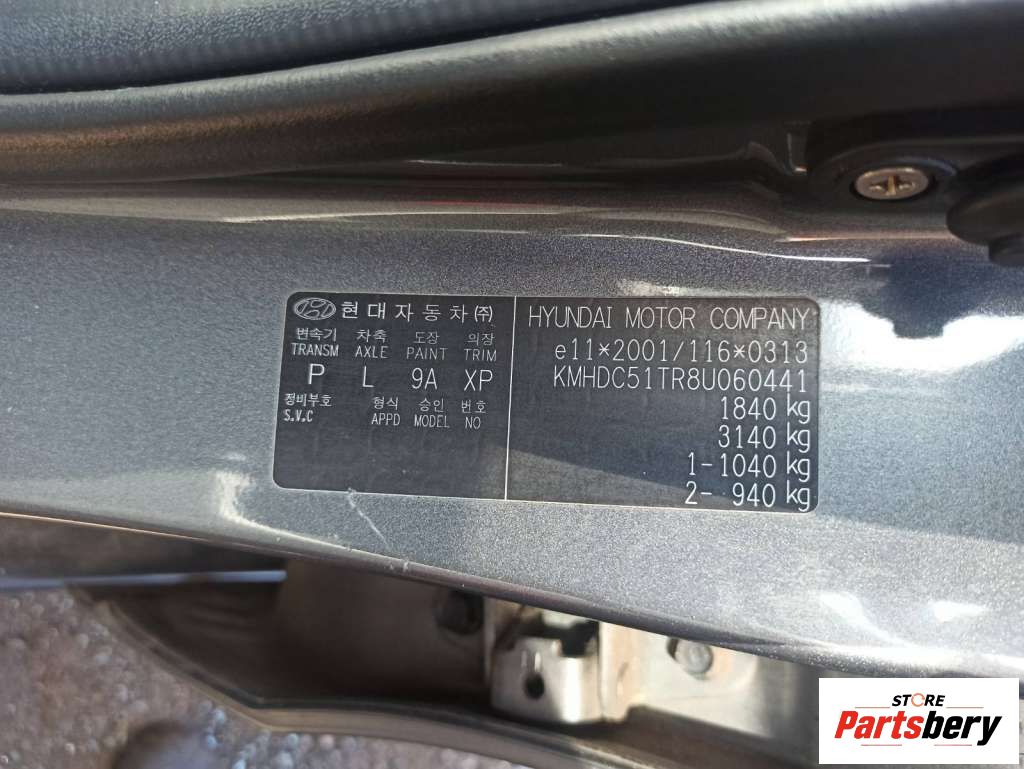 현대자동차㈜
변속기 차축 도장 의장
TRANSM AXLE PAINT TRIM
P L 9A XP
정비부호 형식 승인 번호
S.V.C APPD MODEL NO
HYUNDAI MOTOR COMPANY
e11*2001/116*0313
KMHDC51TR8U060441
1840 kg
3140 kg
1-1040 kg
2- 940 kg
STORE
Partsbery